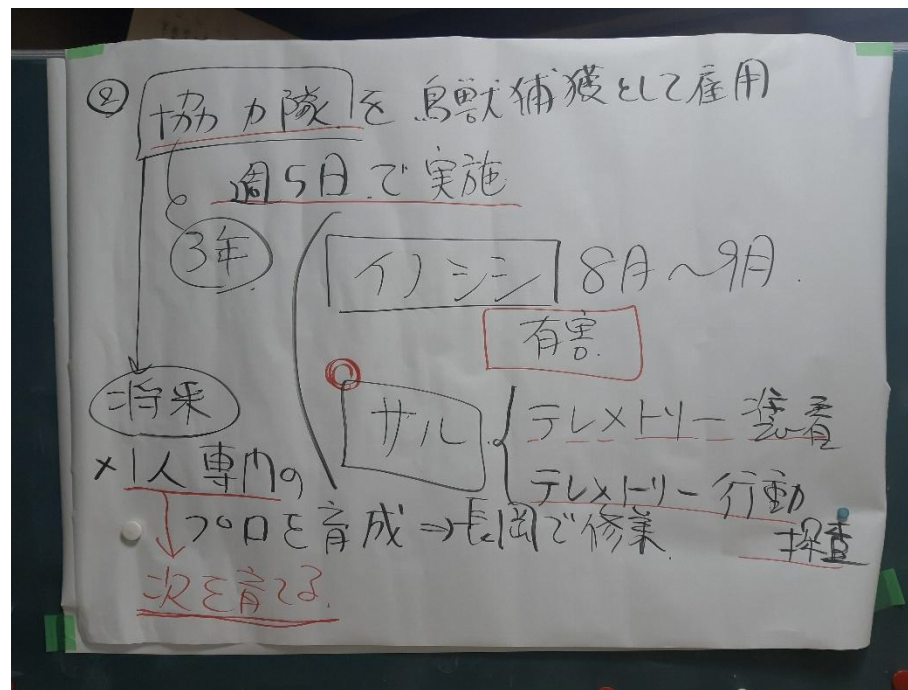 ② 協力隊を鳥獣捕獲として雇用
週5日で実施
3年
イノシシ 8月〜9月
有害
将来
サル { テレメトリー装着
×1人専門の テレメトリー行動
プロを育成⇒長岡で修業 探査
次を育てる